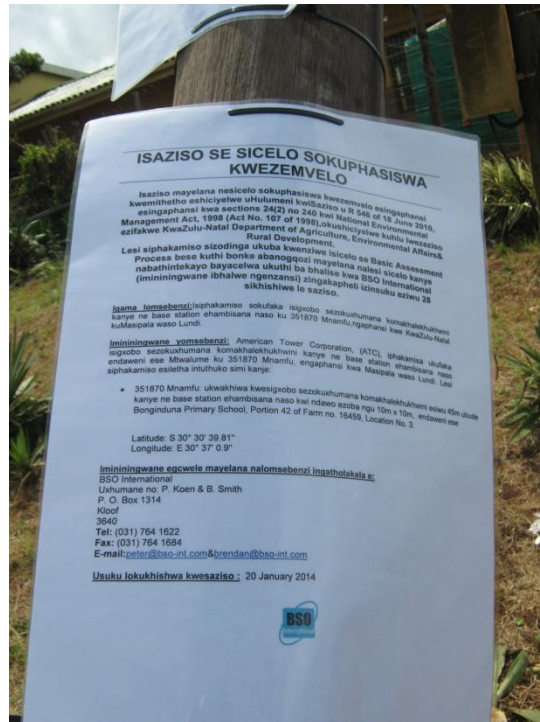 ISAZISO SE SICELO SOKUPHASISWA
KWEZEMVELO
Isaziso mayelana nesicelo sokuphasiswa kwezemvelo esingaphansi
kwemithetho eshiciyelwe uHulumeni kwiSaziso u R 546 of 18 June 2010,
esingaphansi kwa sections 24(2) no 240 kwi National Environmental
Management Act, 1998 (Act No. 107 of 1998),okushiciyelwe kuhlu lwezaziso
ezifakwe KwaZulu-Natal Department of Agriculture, Environmental Affairs&
Rural Development.
Lesi siphakamiso sizodinga ukuba kwenziwe isicelo se Basic Assessment
Process bese kuthi bonke abanogqozi mayelana nalesi sicelo kanye
nabathintekayo bayacelwa ukuthi ba bhalise kwa BSO International
(imininingwane ibhalwe ngenzansi) zingakapheli izinsuku eziwu 28
sikhishiwe le saziso.
Igama lomsebenzi:Isiphakamiso sokufaka isigxobo sezokuxhumana komakhalekhukhwini
kanye ne base station ehambisana naso ku 351870 Mnamfu,ngaphansi kwe KwaZulu-Natal
kuMasipala waso Lundi.
Imininingwane yomsebenzi: American Tower Corporation, (ATC), iphakamisa ukufaka
isigxobo sezokuxhumana komakhalekhukhwini kanye ne base station ehambisana naso
endaweni ese Mthwalume ku 351870 Mnamfu, engaphansi kwa Masipala waso Lundi. Lesi
siphakamiso esiletha intuthuko simi kanje:
• 351870 Mnamfu: ukwakhiwa kwesigxobo sezokuxhumana komakhalekhukhwini esiwu 45m ubude
kanye ne base station ehambisana naso kwi ndawo ezoba ngu 10m x 10m, endaweni ese
Bonginduna Primary School, Portion 42 of Farm no. 16459, Location No. 3.
Latitude: S 30° 30' 39.81"
Longitude: E 30° 37' 0.9"
Imininingwane egcwele mayelana nalomsebenzi ingatholakala e:
BSO International
Uxhumane no: P. Koen & B. Smith
P. O. Box 1314
Kloof
3640
Tel: (031) 764 1622
Fax: (031) 764 1684
E-mail:peter@bso-int.com&brendan@bso-int.com
Usuku lokukhishwa kwesaziso : 20 January 2014
BSO